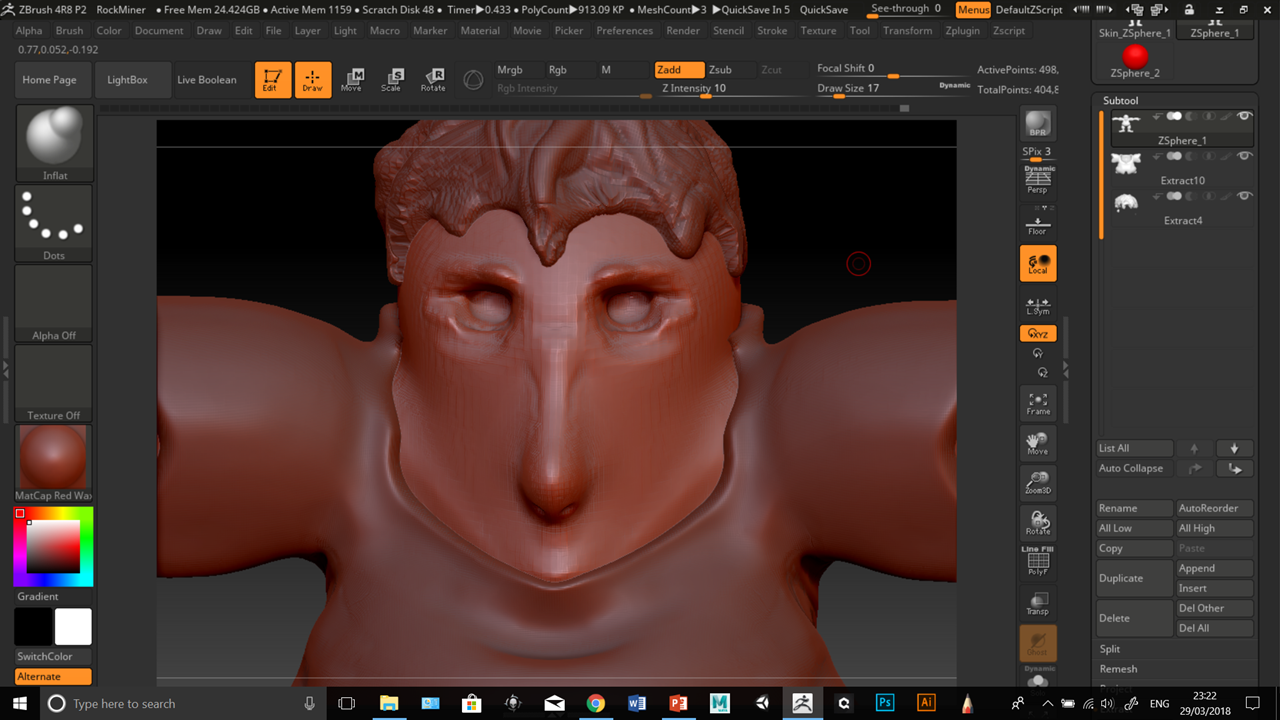 ZBrush 4R8 P2 RockMiner • Free Mem 24.424GB • Active Mem 1159 • Scratch Disk 48 • Timer▶0.433 • PolyCount▶913.09 KP • MeshCount▶3 ▶QuickSave In 5 QuickSave See-through 0 Menus DefaultZScript
Alpha Brush Color Document Draw Edit File Layer Light Macro Marker Material Movie Picker Preferences Render Stencil Stroke Texture Tool Transform Zplugin Zscript
0.77,0.052,-0.192
Home Page LightBox Live Boolean Edit Draw Move Scale Rotate
Mrgb Rgb M Zadd Zsub Zcut
Rgb Intensity Z Intensity 10
Focal Shift 0 ActivePoints: 498,
Draw Size 17 Dynamic TotalPoints: 404,8
Inflat
Dots
Alpha Off
Texture Off
MatCap Red Wax
Gradient
SwitchColor
Alternate
BPR
SPix 3
Dynamic
Persp
Floor
Local
L.Sym
XYZ
Y
Z
Frame
Move
Zoom3D
Rotate
Line Fill
PolyF
Transp
Ghost
Dynamic
Skin_ZSphere_1 ZSphere_1
ZSphere_2
Subtool
ZSphere_1
Extract10
Extract4
List All
Auto Collapse
Rename AutoReorder
All Low All High
Copy Paste
Duplicate Append
Insert
Delete Del Other
Del All
Split
Remesh
Project
Type here to search
ENG 23:22
29/03/2018